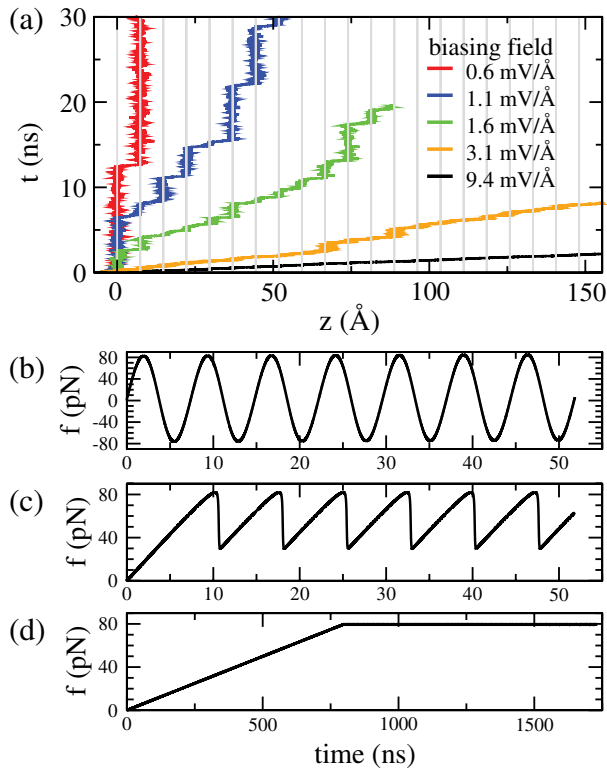 (a)
30
20
10
0
t (ns)
biasing field
0.6 mV/Å
1.1 mV/Å
1.6 mV/Å
3.1 mV/Å
9.4 mV/Å
0 50 100 150
z (Å)
(b)
f (pN)
80
40
0
-40
-80
0 10 20 30 40 50
(c)
f (pN)
80
40
0
0 10 20 30 40 50
(d)
f (pN)
80
40
0
0 500 1000 1500
time (ns)